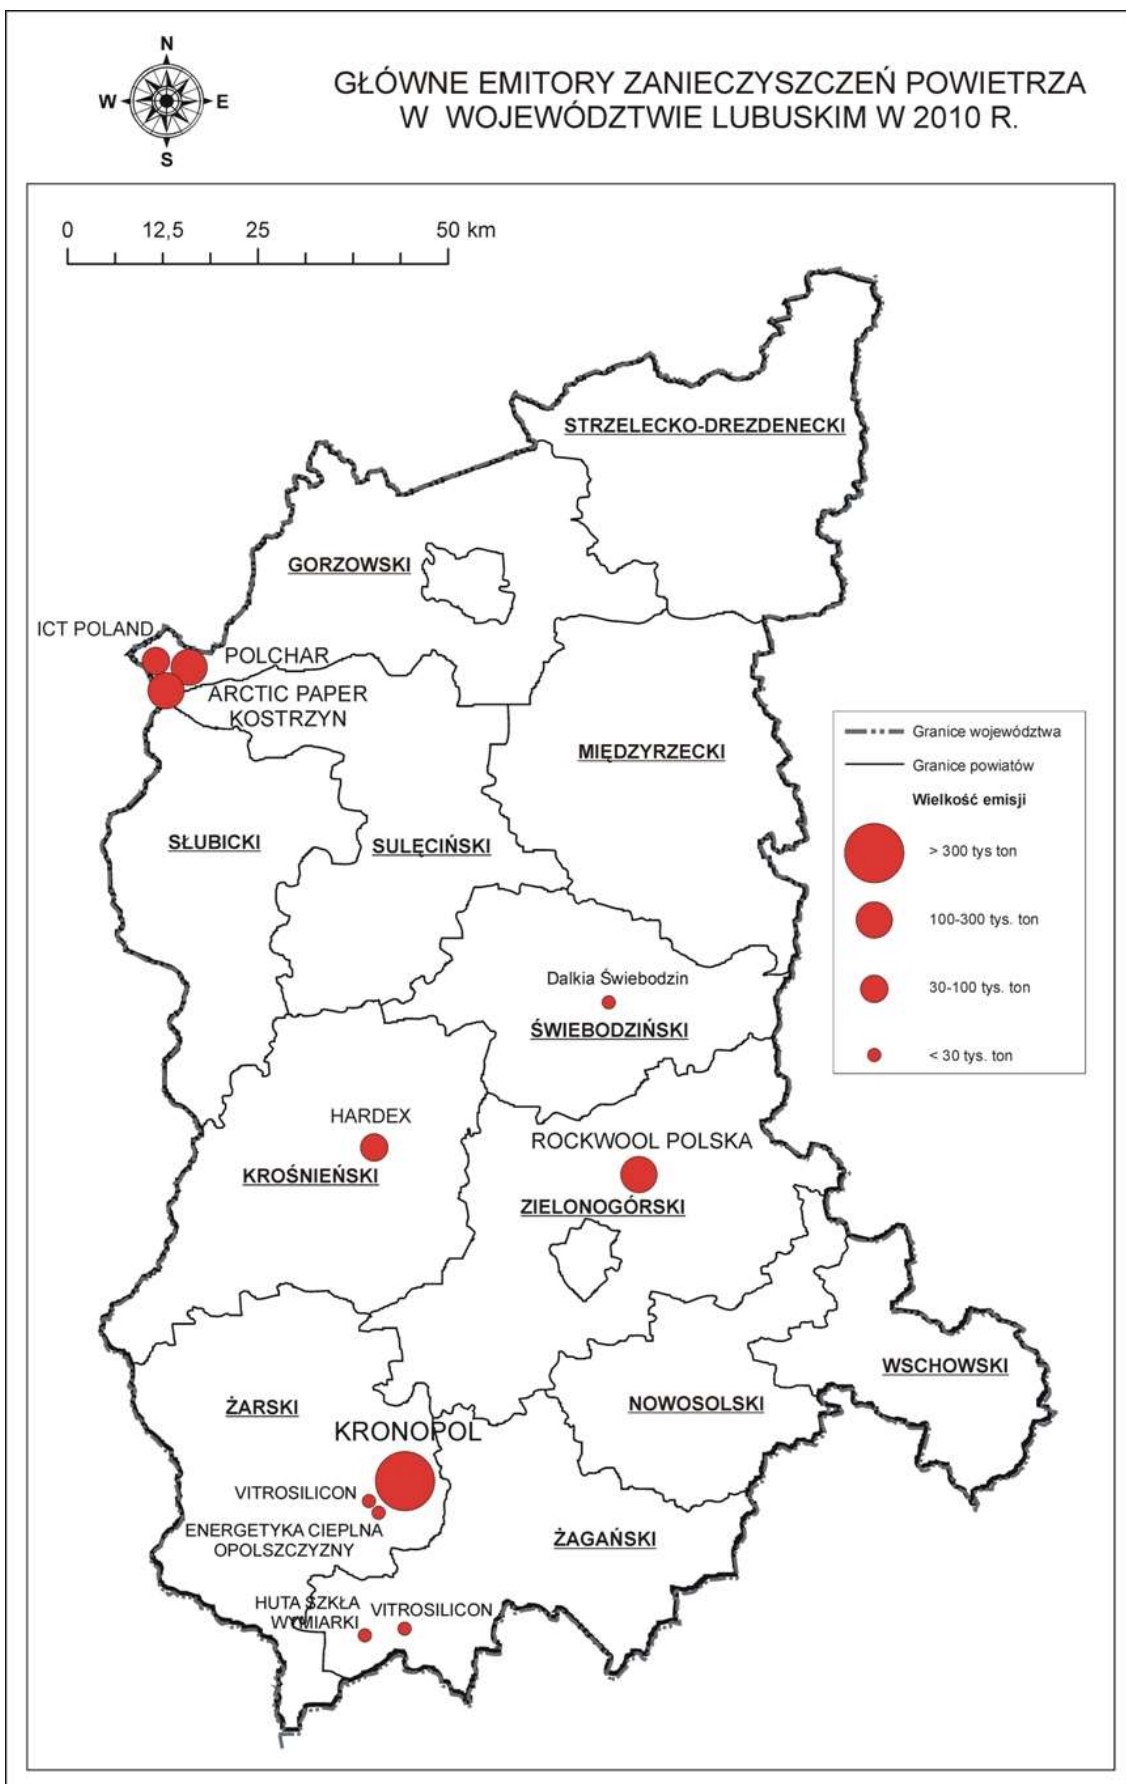 N
W E
S
GŁÓWNE EMITORY ZANIECZYSZCZEŃ POWIETRZA
W WOJEWÓDZTWIE LUBUSKIM W 2010 R.
0 12,5 25 50 km
STRZELECKO-DREZDENECKI
GORZOWSKI
ICT POLAND
POLCHAR
ARCTIC PAPER
KOSTRZYN
MIĘDZYRZECKI
SŁUBICKI
SULĘCIŃSKI
Granice województwa
Granice powiatów
Wielkość emisji
> 300 tys ton
100-300 tys. ton
30-100 tys. ton
< 30 tys. ton
Dalkia Świebodzin
ŚWIEBODZIŃSKI
HARDEX
KROŚNIEŃSKI
ROCKWOOL POLSKA
ZIELONOGÓRSKI
WSCHOWSKI
NOWOSOLSKI
ŻARSKI
KRONOPOL
VITROSILICON
ENERGETYKA CIEPLNA
OPOLSZCZYZNY
ŻAGAŃSKI
HUTA SZKŁA
WYMIARKI
VITROSILICON